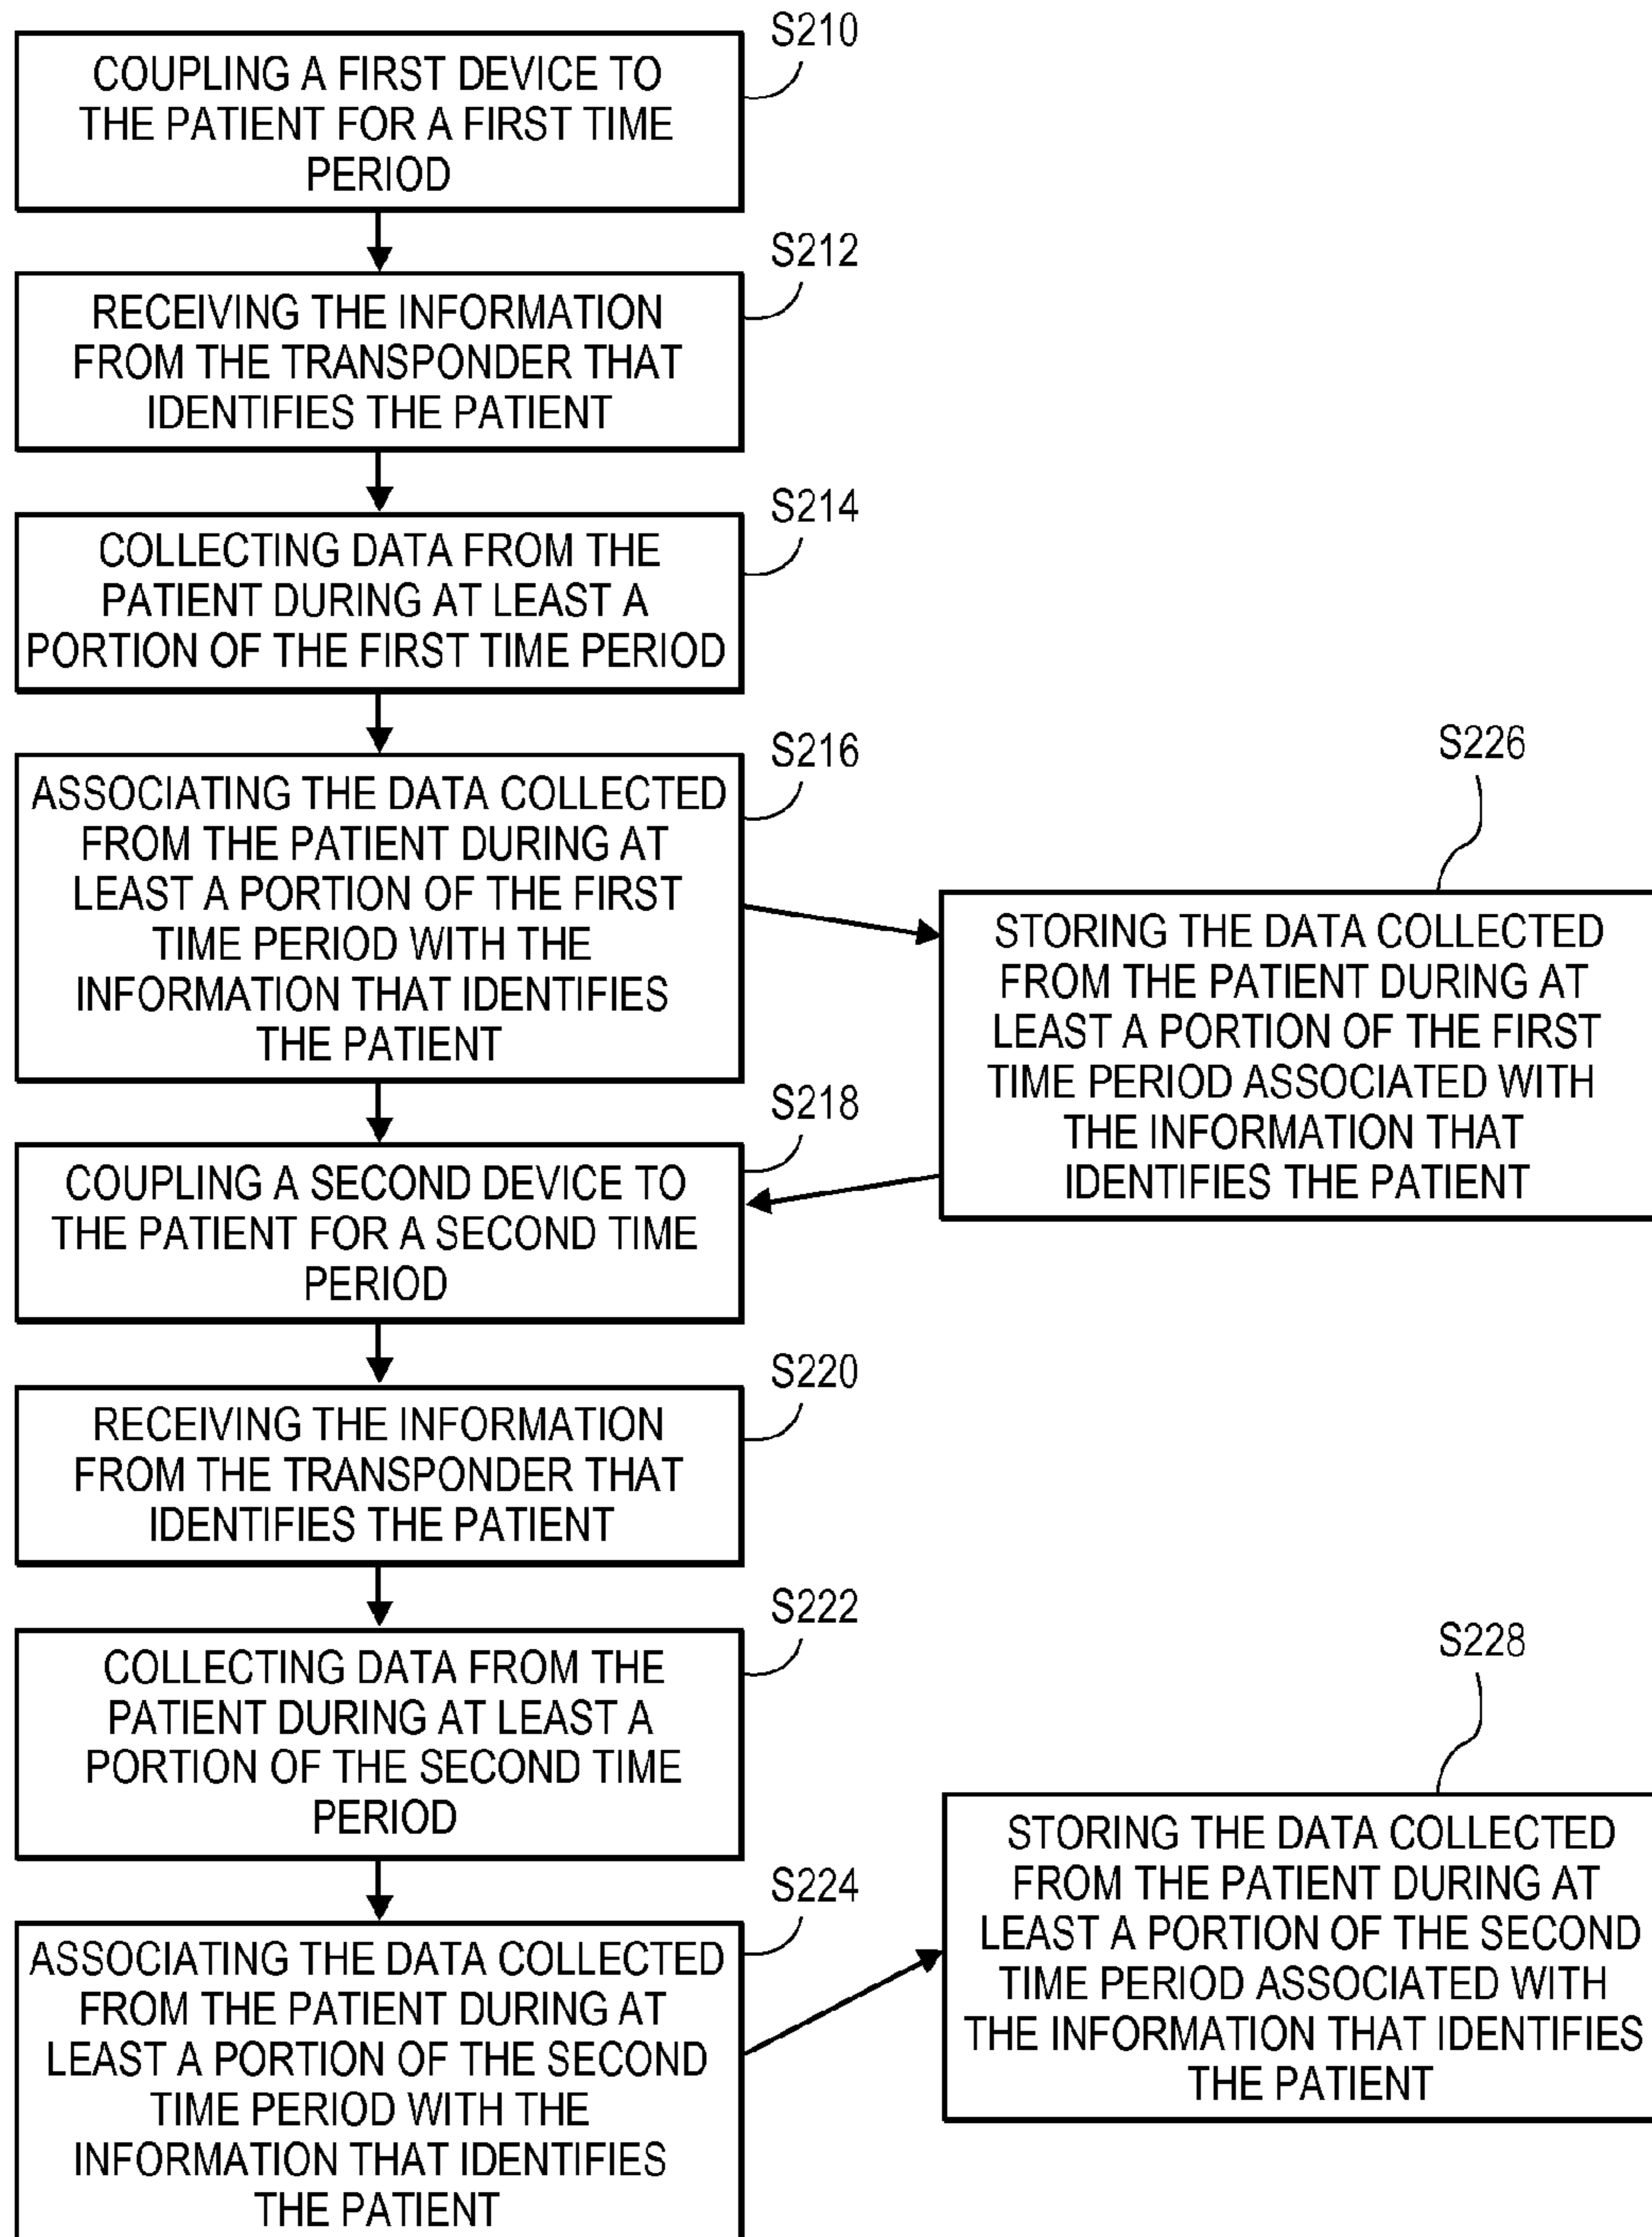 S210
COUPLING A FIRST DEVICE TO
THE PATIENT FOR A FIRST TIME
PERIOD
S212
RECEIVING THE INFORMATION
FROM THE TRANSPONDER THAT
IDENTIFIES THE PATIENT
S214
COLLECTING DATA FROM THE
PATIENT DURING AT LEAST A
PORTION OF THE FIRST TIME PERIOD
S216
ASSOCIATING THE DATA COLLECTED
FROM THE PATIENT DURING AT
LEAST A PORTION OF THE FIRST
TIME PERIOD WITH THE
INFORMATION THAT IDENTIFIES
THE PATIENT
S226
STORING THE DATA COLLECTED
FROM THE PATIENT DURING AT
LEAST A PORTION OF THE FIRST
TIME PERIOD ASSOCIATED WITH
THE INFORMATION THAT
IDENTIFIES THE PATIENT
S218
COUPLING A SECOND DEVICE TO
THE PATIENT FOR A SECOND TIME
PERIOD
S220
RECEIVING THE INFORMATION
FROM THE TRANSPONDER THAT
IDENTIFIES THE PATIENT
S222
COLLECTING DATA FROM THE
PATIENT DURING AT LEAST A
PORTION OF THE SECOND TIME
PERIOD
S224
ASSOCIATING THE DATA COLLECTED
FROM THE PATIENT DURING AT
LEAST A PORTION OF THE SECOND
TIME PERIOD WITH THE
INFORMATION THAT IDENTIFIES
THE PATIENT
S228
STORING THE DATA COLLECTED
FROM THE PATIENT DURING AT
LEAST A PORTION OF THE SECOND
TIME PERIOD ASSOCIATED WITH
THE INFORMATION THAT IDENTIFIES
THE PATIENT